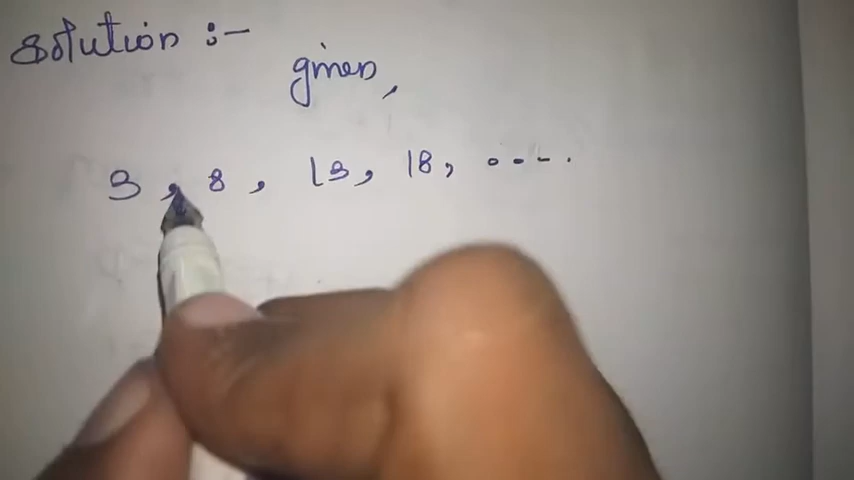 solution :-
given,
3, 8, 13, 18, ....